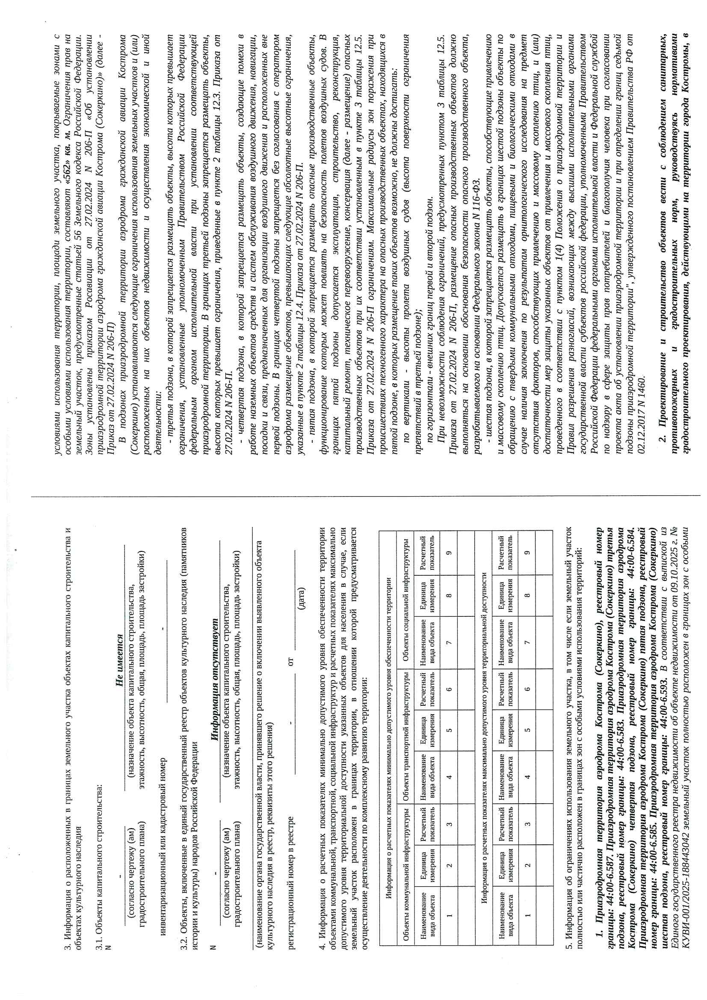 3. Информация о расположенных в границах земельного участка объектах капитального строительства и
объектах культурного наследия
3.1. Объекты капитального строительства:
N - Не имеется
(согласно чертежу (ам) (назначение объекта капитального строительства,
градостроительного плана) этажность, высотность, общая, площадь, площадь застройки)
инвентаризационный или кадастровый номер -
3.2. Объекты, включенные в единый государственный реестр объектов культурного наследия (памятников
истории и культуры) народов Российской Федерации
N - Информация отсутствует
(согласно чертежу (ам) (назначение объекта капитального строительства,
градостроительного плана) этажность, высотность, общая, площадь, площадь застройки)
(наименование органа государственной власти, принявшего решение о включении выявленного объекта
культурного наследия в реестр, реквизиты этого решения)
регистрационный номер в реестре - от
(дата)
4. Информация о расчетных показателях минимально допустимого уровня обеспеченности территории
объектами коммунальной, транспортной, социальной инфраструктур и расчетных показателях максимально
допустимого уровня территориальной доступности указанных объектов для населения в случае, если
земельный участок расположен в границах территории, в отношении которой предусматривается
осуществление деятельности по комплексному развитию территории:
Информация о расчетных показателях минимально допустимого уровня обеспеченности территории
Объекты коммунальной инфраструктуры Объекты транспортной инфраструктуры Объекты социальной инфраструктуры
Наименование Единица Расчетный Наименование Единица Расчетный Наименование Единица Расчетный
вида объекта измерения показатель вида объекта измерения показатель вида объекта измерения показатель
1 2 3 4 5 6 7 8 9
Информация о расчетных показателях максимально допустимого уровня территориальной доступности
Наименование Единица Расчетный Наименование Единица Расчетный Наименование Единица Расчетный
вида объекта измерения показатель вида объекта измерения показатель вида объекта измерения показатель
1 2 3 4 5 6 7 8 9
5. Информация об ограничениях использования земельного участка, в том числе если земельный участок
полностью или частично расположен в границах зон с особыми условиями использования территорий:
1. Приаэродромная территория аэродрома Кострома (Сокеркино), реестровый номер
границы: 44:00-6.587. Приаэродромная территория аэродрома Кострома (Сокеркино) третья
подзона, реестровый номер границы: 44:00-6.583. Приаэродромная территория аэродрома
Кострома (Сокеркино) четвертая подзона, реестровый номер границы: 44:00-6.584.
Приаэродромная территория аэродрома Кострома (Сокеркино) пятая подзона, реестровый
номер границы: 44:00-6.585. Приаэродромная территория аэродрома Кострома (Сокеркино)
шестая подзона, реестровый номер границы: 44:00-6.593. В соответствии с выпиской из
Единого государственного реестра недвижимости об объекте недвижимости от 09.10.2025 г. №
КУВИ-001/2025-188443042 земельный участок полностью расположен в границах зон с особыми
условиями использования территории, площади земельного участка, покрываемые зонами с
особыми условиями использования территории, составляют «562» кв. м. Ограничения прав на
земельный участок, предусмотренные статьей 56 Земельного кодекса Российской Федерации.
Зоны установлены приказом Росавиации от 27.02.2024 N 206-П «Об установлении
приаэродромной территории аэродрома гражданской авиации Кострома (Сокеркино)» (далее -
Приказ от 27.02.2024 N 206-П)
В подзонах приаэродромной территории аэродрома гражданской авиации Кострома
(Сокеркино) устанавливаются следующие ограничения использования земельных участков и (или)
расположенных на них объектов недвижимости и осуществления экономической и иной
деятельности:
- третья подзона, в которой запрещается размещать объекты, высота которых превышает
ограничения, установленные уполномоченным Правительством Российской Федерации
федеральным органом исполнительной власти при установлении соответствующей
приаэродромной территории. В границах третьей подзоны запрещается размещать объекты,
высота которых превышает ограничения, приведенные в пункте 2 таблицы 12.3. Приказа от
27.02.2024 N 206-П.
- четвертая подзона, в которой запрещается размещать объекты, создающие помехи в
работе наземных объектов средств и систем обслуживания воздушного движения, навигации,
посадки и связи, предназначенных для организации воздушного движения и расположенных вне
первой подзоны. В границах четвертой подзоны запрещается без согласования с оператором
аэродрома размещение объектов, превышающих следующие абсолютные высотные ограничения,
указанные в пункте 2 таблицы 12.4. Приказа от 27.02.2024 N 206-П.
- пятая подзона, в которой запрещается размещать опасные производственные объекты,
функционирование которых может повлиять на безопасность полетов воздушных судов. В
границах пятой подзоны допускается эксплуатация, строительство, реконструкция,
капитальный ремонт, техническое перевооружение, консервация (далее - размещение) опасных
производственных объектов при их соответствии установленным в пункте 3 таблицы 12.5.
Приказа от 27.02.2024 N 206-П ограничениям. Максимальные радиусы зон поражения при
происшествиях техногенного характера на опасных производственных объектах, находящихся в
пятой подзоне, в которых размещение таких объектов возможно, не должны достигать:
по вертикали - высоты пролета воздушных судов (высота поверхности ограничения
препятствий в третьей подзоне);
по горизонтали - внешних границ первой и второй подзон.
При невозможности соблюдения ограничений, предусмотренных пунктом 3 таблицы 12.5.
Приказа от 27.02.2024 N 206-П, размещение опасных производственных объектов должно
выполняться на основании обоснования безопасности опасного производственного объекта,
разрабатываемого на основании Федерального закона N 116-ФЗ.
- шестая подзона, в которой запрещается размещать объекты, способствующие привлечению
и массовому скоплению птиц. Допускается размещать в границах шестой подзоны объекты по
обращению с твердыми коммунальными отходами, пищевыми и биологическими отходами в
случае наличия заключения по результатам орнитологического исследования на предмет
отсутствия факторов, способствующих привлечению и массовому скоплению птиц, и (или)
достаточности мер защиты указанных объектов от привлечения и массового скопления птиц,
проведенного в соответствии с пунктом 1(4) Положения о приаэродромной территории и
Правил разрешения разногласий, возникающих между высшими исполнительными органами
государственной власти субъектов российской федерации, уполномоченными Правительством
Российской Федерации федеральными органами исполнительной власти и Федеральной службой
по надзору в сфере защиты прав потребителей и благополучия человека при согласовании
проекта акта об установлении приаэродромной территории и при определении границ седьмой
подзоны приаэродромной территории", утвержденного постановлением Правительства РФ от
02.12.2017 N 1460.
2. Проектирование и строительство объектов вести с соблюдением санитарных,
противопожарных и градостроительных норм, руководствуясь нормативами
градостроительного проектирования, действующими на территории города Костромы, в